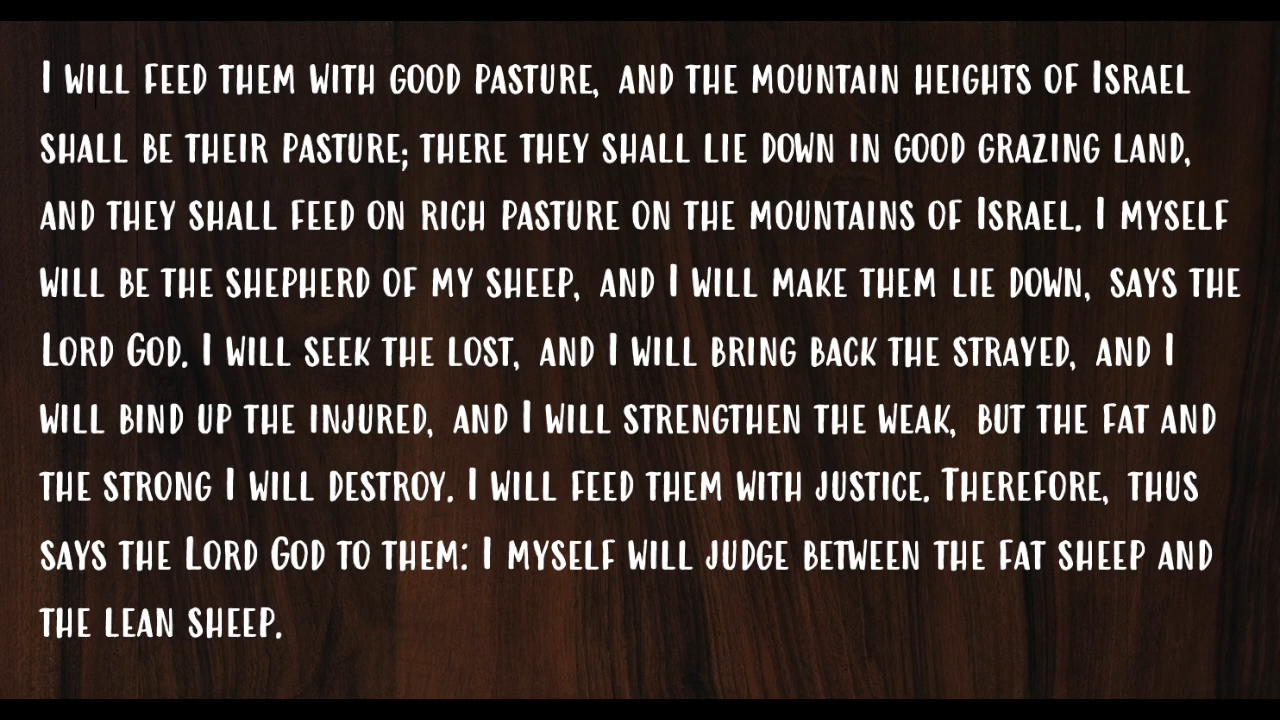 I will feed them with good pasture, and the mountain heights of Israel
shall be their pasture; there they shall lie down in good grazing land,
and they shall feed on rich pasture on the mountains of Israel. I myself
will be the shepherd of my sheep, and I will make them lie down, says the
Lord God. I will seek the lost, and I will bring back the strayed, and I
will bind up the injured, and I will strengthen the weak, but the fat and
the strong I will destroy. I will feed them with justice. Therefore, thus
says the Lord God to them: I myself will judge between the fat sheep and
the lean sheep.